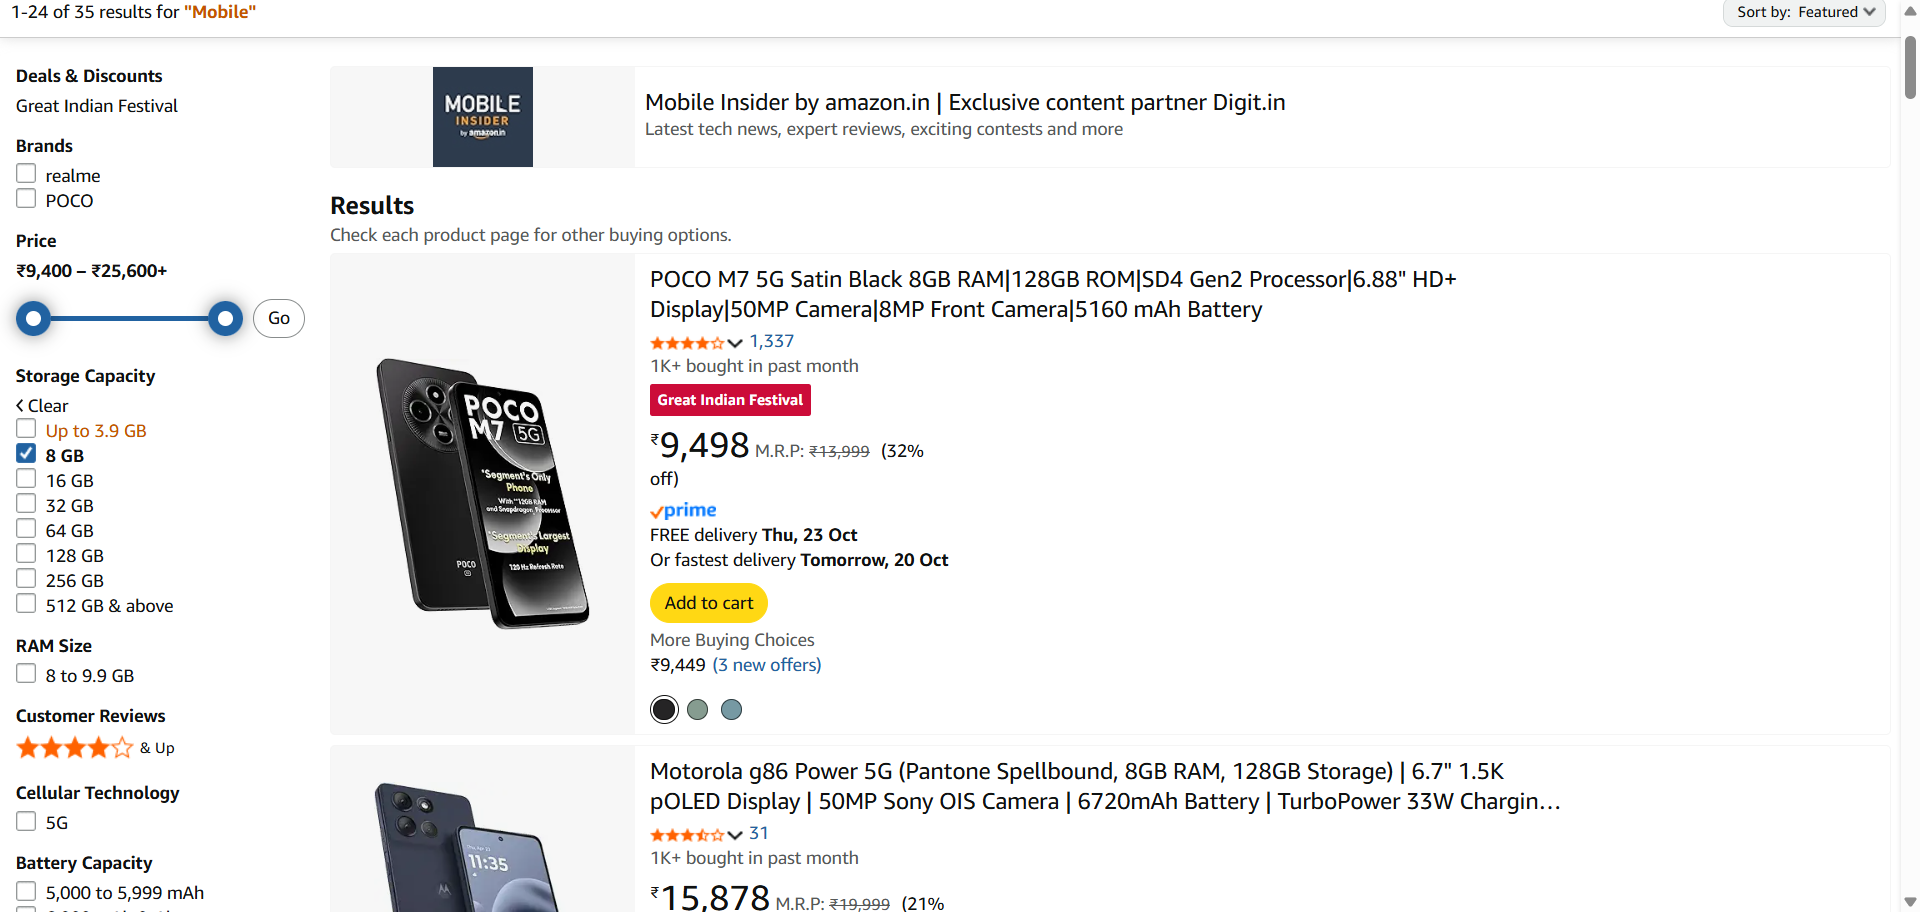 1-24 of 35 results for "Mobile"
Sort by: Featured
Deals & Discounts
Great Indian Festival
Brands
realme
POCO
Price
₹9,400 – ₹25,600+
Go
Storage Capacity
Clear
Up to 3.9 GB
8 GB
16 GB
32 GB
64 GB
128 GB
256 GB
512 GB & above
RAM Size
8 to 9.9 GB
Customer Reviews
& Up
Cellular Technology
5G
Battery Capacity
5,000 to 5,999 mAh
MOBILE
INSIDER
by amazon.in
Mobile Insider by amazon.in | Exclusive content partner Digit.in
Latest tech news, expert reviews, exciting contests and more
Results
Check each product page for other buying options.
POCO
M7 5G
*Segment's Only
Phone
With **12GB RAM
and Snapdragon Processor
*Segment's Largest
Display
120 Hz Refresh Rate
POCO
5G
POCO M7 5G Satin Black 8GB RAM|128GB ROM|SD4 Gen2 Processor|6.88" HD+
Display|50MP Camera|8MP Front Camera|5160 mAh Battery
1,337
1K+ bought in past month
Great Indian Festival
₹9,498 M.R.P: ₹13,999 (32%
off)
prime
FREE delivery Thu, 23 Oct
Or fastest delivery Tomorrow, 20 Oct
Add to cart
More Buying Choices
₹9,449 (3 new offers)
11:35
Motorola g86 Power 5G (Pantone Spellbound, 8GB RAM, 128GB Storage) | 6.7" 1.5K
pOLED Display | 50MP Sony OIS Camera | 6720mAh Battery | TurboPower 33W Chargin…
31
1K+ bought in past month
₹15,878 M.R.P: ₹19,999 (21%